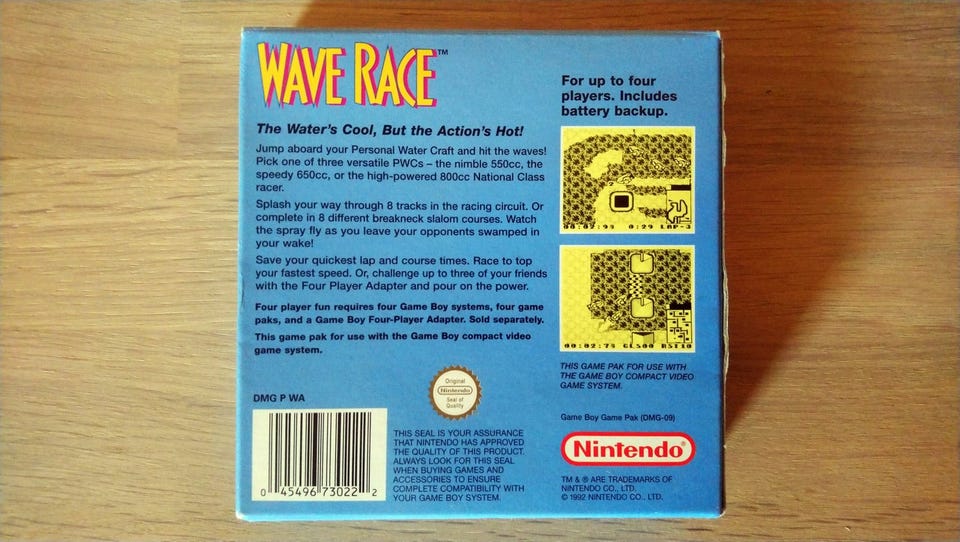 WAVE RACE™
The Water's Cool, But the Action's Hot!
Jump aboard your Personal Water Craft and hit the waves!
Pick one of three versatile PWCs – the nimble 550cc, the
speedy 650cc, or the high-powered 800cc National Class
racer.
Splash your way through 8 tracks in the racing circuit. Or
complete in 8 different breakneck slalom courses. Watch
the spray fly as you leave your opponents swamped in
your wake!
Save your quickest lap and course times. Race to top
your fastest speed. Or, challenge up to three of your friends
with the Four Player Adapter and pour on the power.
Four player fun requires four Game Boy systems, four game
paks, and a Game Boy Four-Player Adapter. Sold separately.
This game pak for use with the Game Boy compact video
game system.
DMG P WA
0 45496 73022 2
Original
Nintendo
Seal of
Quality
THIS SEAL IS YOUR ASSURANCE
THAT NINTENDO HAS APPROVED
THE QUALITY OF THIS PRODUCT.
ALWAYS LOOK FOR THIS SEAL
WHEN BUYING GAMES AND
ACCESSORIES TO ENSURE
COMPLETE COMPATIBILITY WITH
YOUR GAME BOY SYSTEM.
For up to four
players. Includes
battery backup.
00:02:94 0:29 LAP-3
00:02:74
THIS GAME PAK FOR USE WITH
THE GAME BOY COMPACT VIDEO
GAME SYSTEM.
Game Boy Game Pak (DMG-09)
Nintendo®
TM & ® ARE TRADEMARKS OF
NINTENDO CO., LTD.
© 1992 NINTENDO CO., LTD.